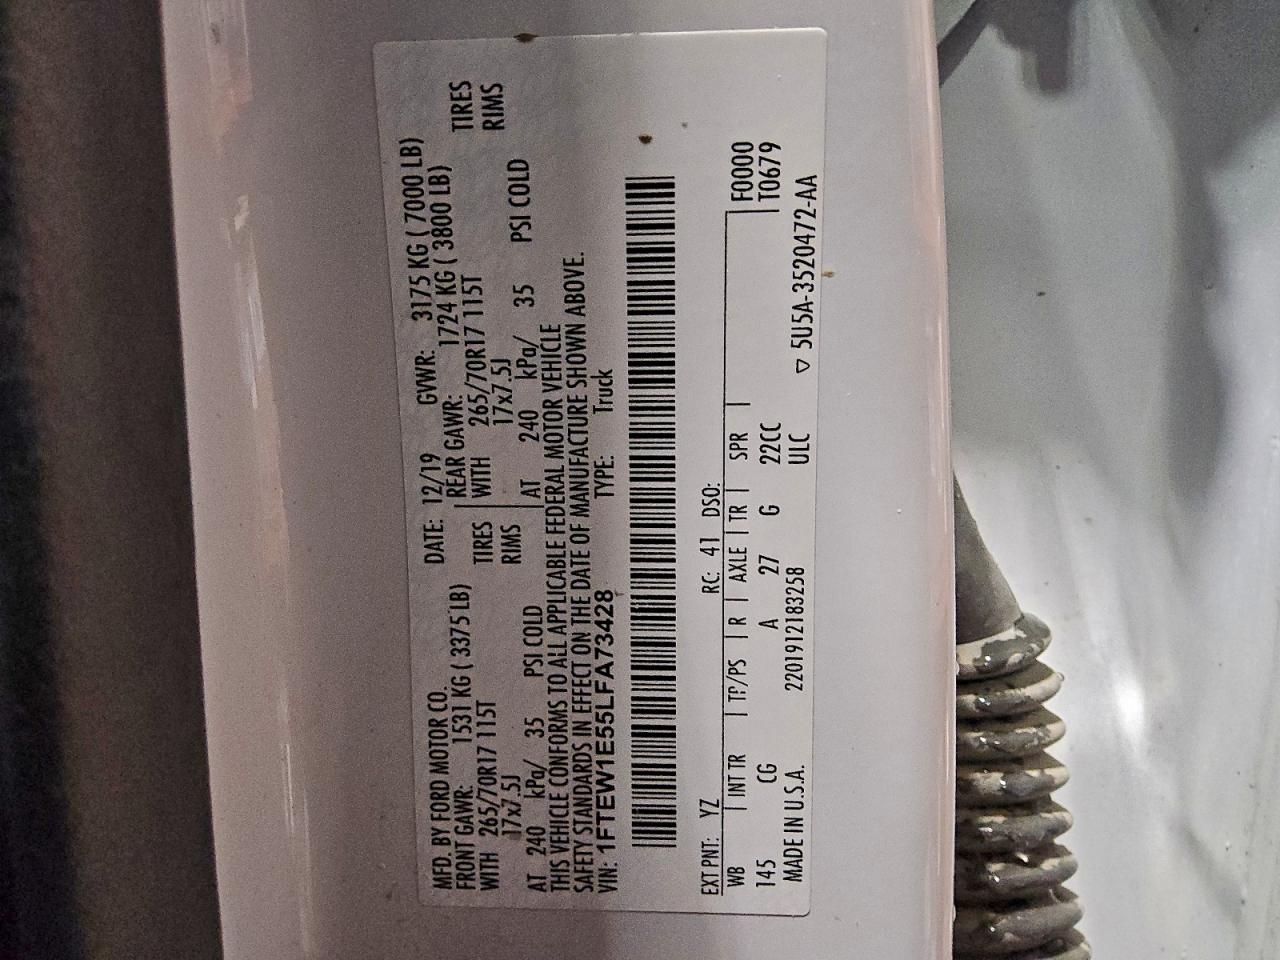 MFD. BY FORD MOTOR CO. DATE: 12/19 GVWR: 3175 KG ( 7000 LB)
FRONT GAWR: 1531 KG ( 3375 LB) REAR GAWR: 1724 KG ( 3800 LB)
WITH 265/70R17 115T TIRES WITH 265/70R17 115T TIRES
17x7.5J RIMS 17x7.5J RIMS
AT 240 kPa/ 35 PSI COLD AT 240 kPa/ 35 PSI COLD
THIS VEHICLE CONFORMS TO ALL APPLICABLE FEDERAL MOTOR VEHICLE
SAFETY STANDARDS IN EFFECT ON THE DATE OF MANUFACTURE SHOWN ABOVE.
VIN: 1FTEW1E55LFA73428 TYPE: Truck
EXT PNT: YZ RC: 41 DSO:
WB | INT TR | TP/PS | R | AXLE | TR | SPR | F0000
145 CG A 27 G 22CC T0679
MADE IN U.S.A. 2201912183258 ULC ▽ 5U5A-3520472-AA